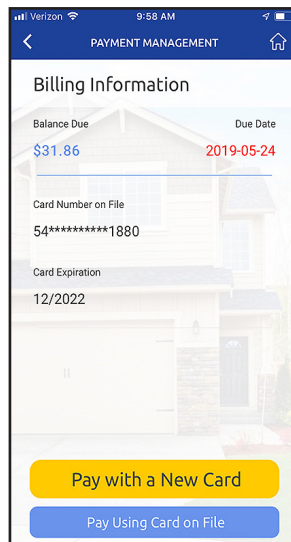 Verizon 9:58 AM
PAYMENT MANAGEMENT
Billing Information
Balance Due Due Date
$31.86 2019-05-24
Card Number on File
54**********1880
Card Expiration
12/2022
Pay with a New Card
Pay Using Card on File